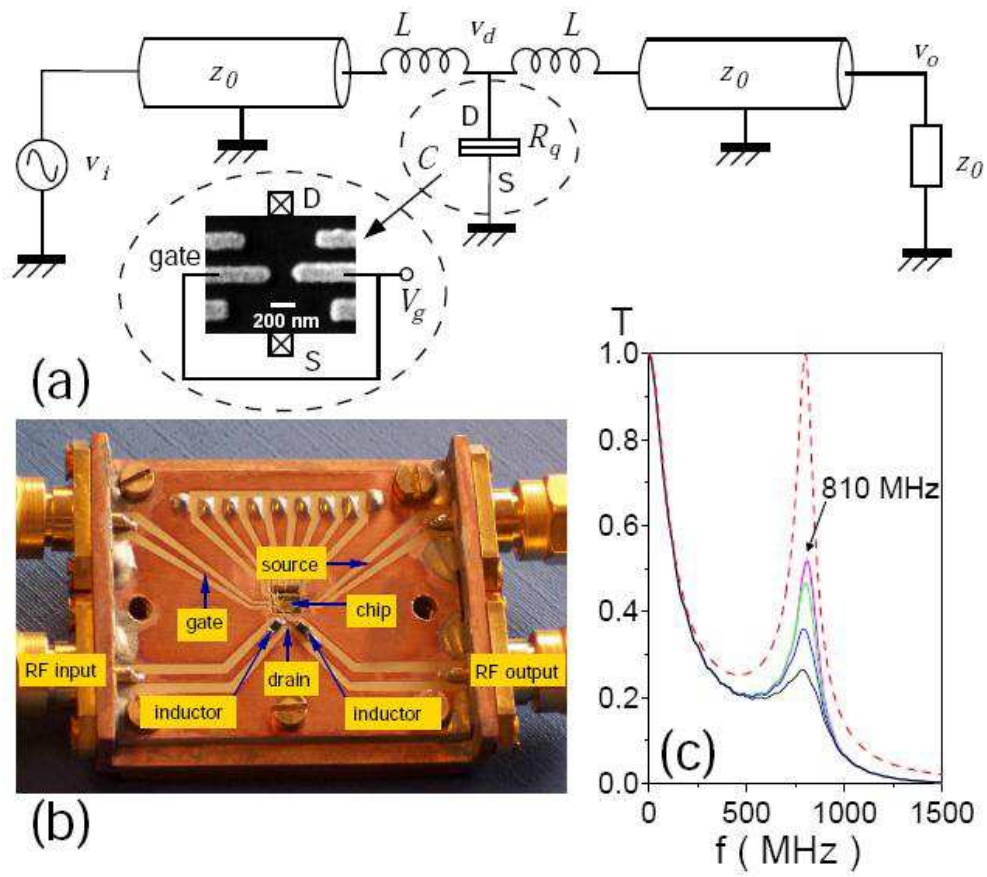 L
v_d
L
z_0
z_0
v_o
D
R_q
v_i
C
S
z_0
D
gate
V_g
200 nm
S
(a)
T
1.0
0.8
810 MHz
0.6
0.4
0.2
0.0
(c)
0
500
1000
1500
f ( MHz )
source
chip
gate
RF input
drain
RF output
inductor
inductor
(b)